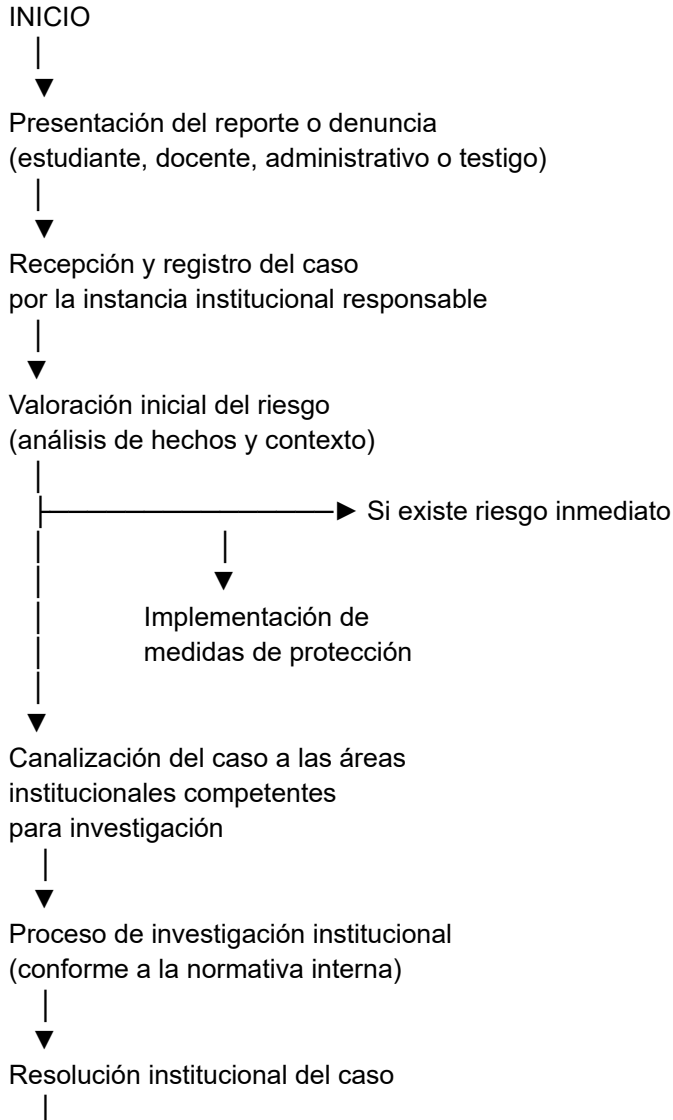 INICIO
Presentación del reporte o denuncia
(estudiante, docente, administrativo o testigo)
Recepción y registro del caso
por la instancia institucional responsable
Valoración inicial del riesgo
(análisis de hechos y contexto)
Si existe riesgo inmediato
Implementación de
medidas de protección
Canalización del caso a las áreas
institucionales competentes
para investigación
Proceso de investigación institucional
(conforme a la normativa interna)
Resolución institucional del caso